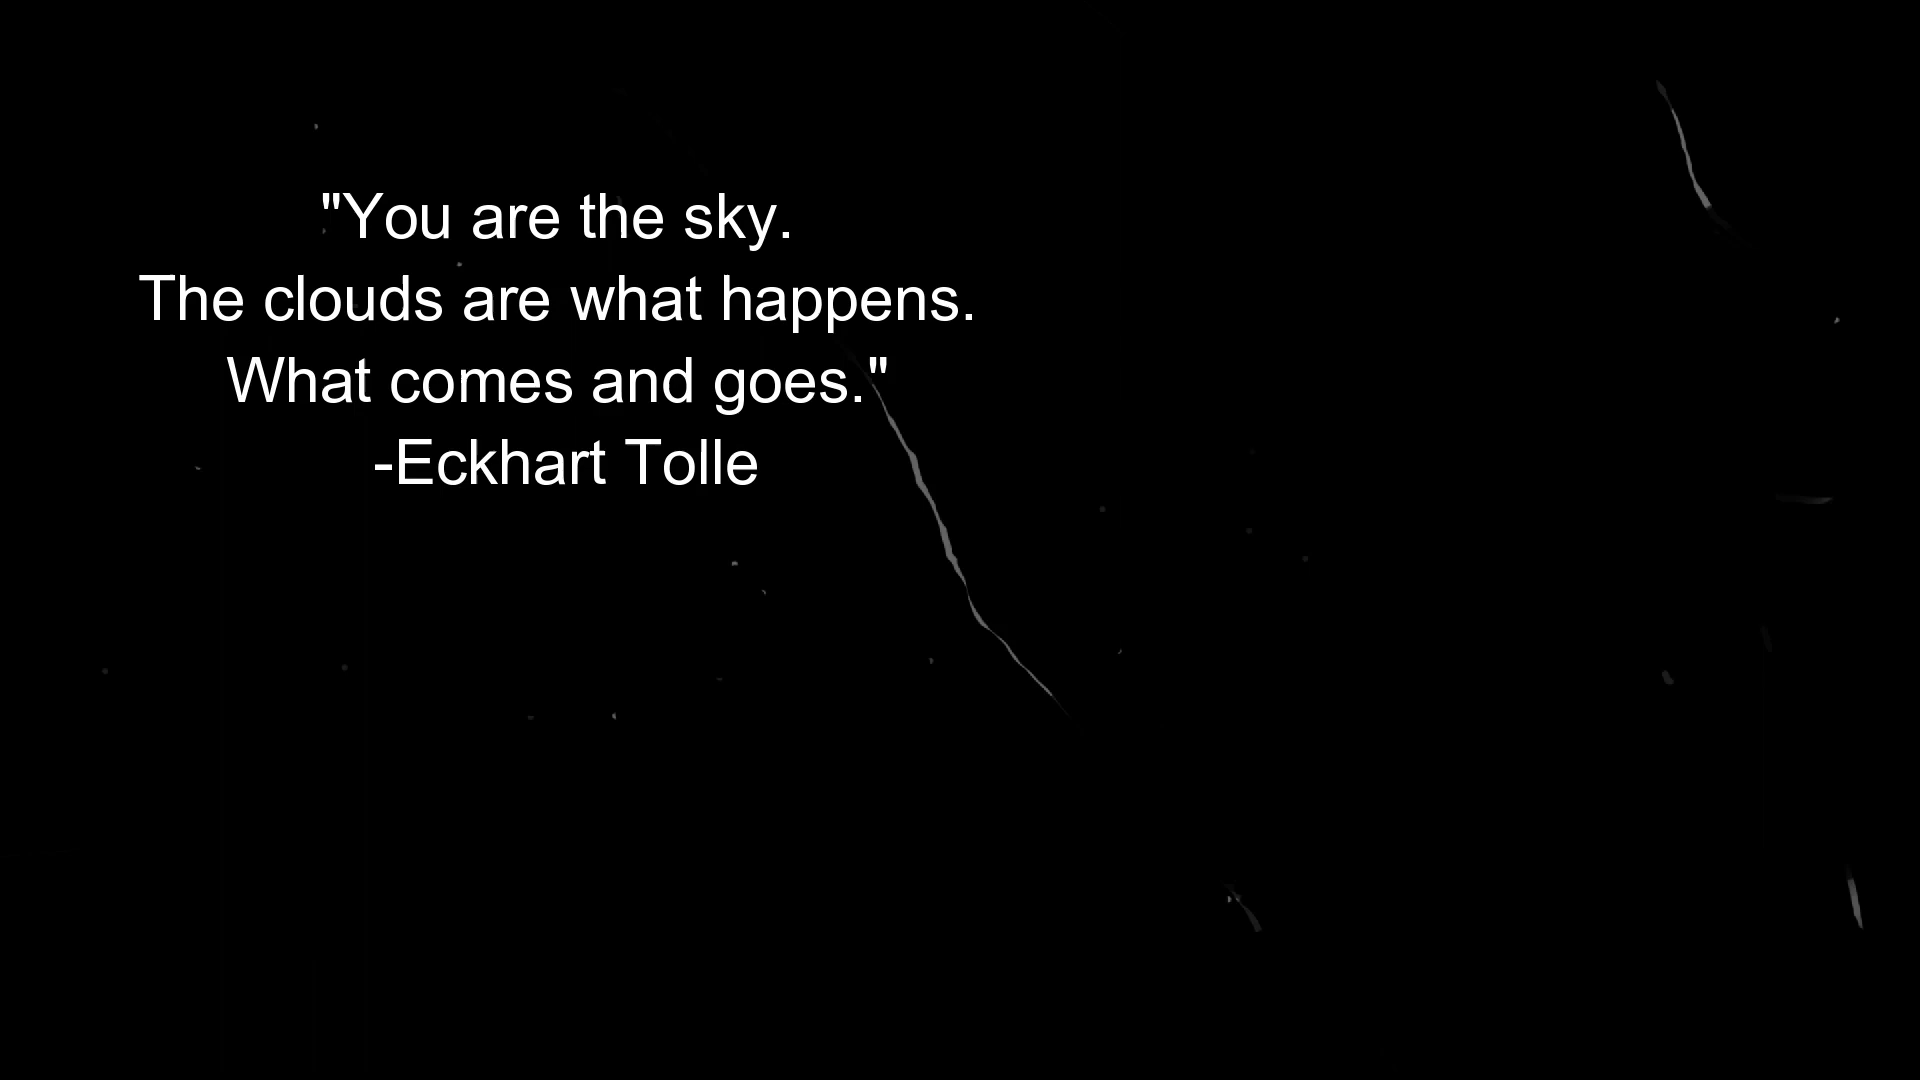 "You are the sky.
The clouds are what happens.
What comes and goes."
-Eckhart Tolle